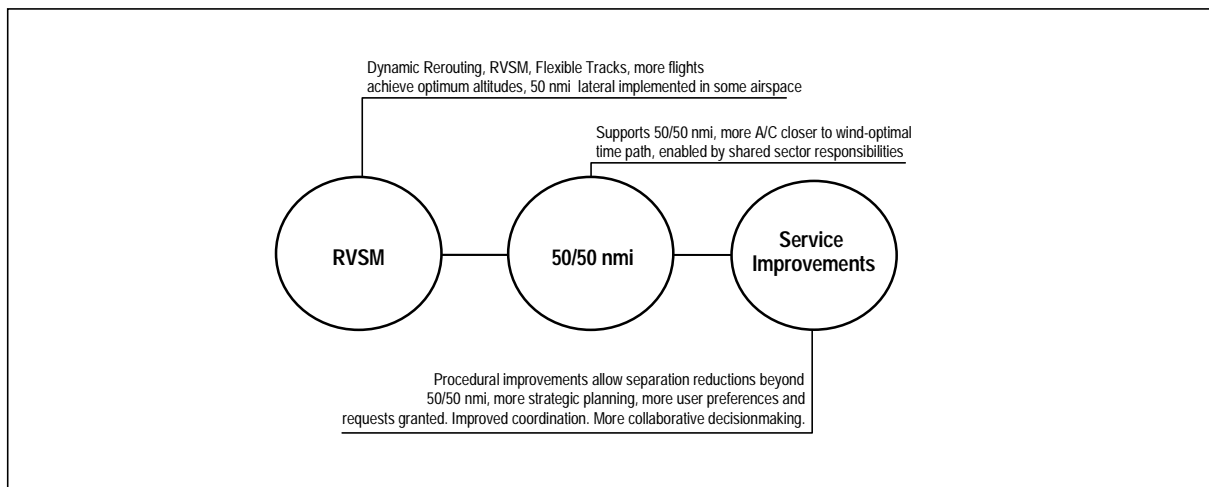 Dynamic Rerouting, RVSM, Flexible Tracks, more flights
achieve optimum altitudes, 50 nmi lateral implemented in some airspace
Supports 50/50 nmi, more A/C closer to wind-optimal
time path, enabled by shared sector responsibilities
RVSM
50/50 nmi
Service
Improvements
Procedural improvements allow separation reductions beyond
50/50 nmi, more strategic planning, more user preferences and
requests granted. Improved coordination. More collaborative decisionmaking.